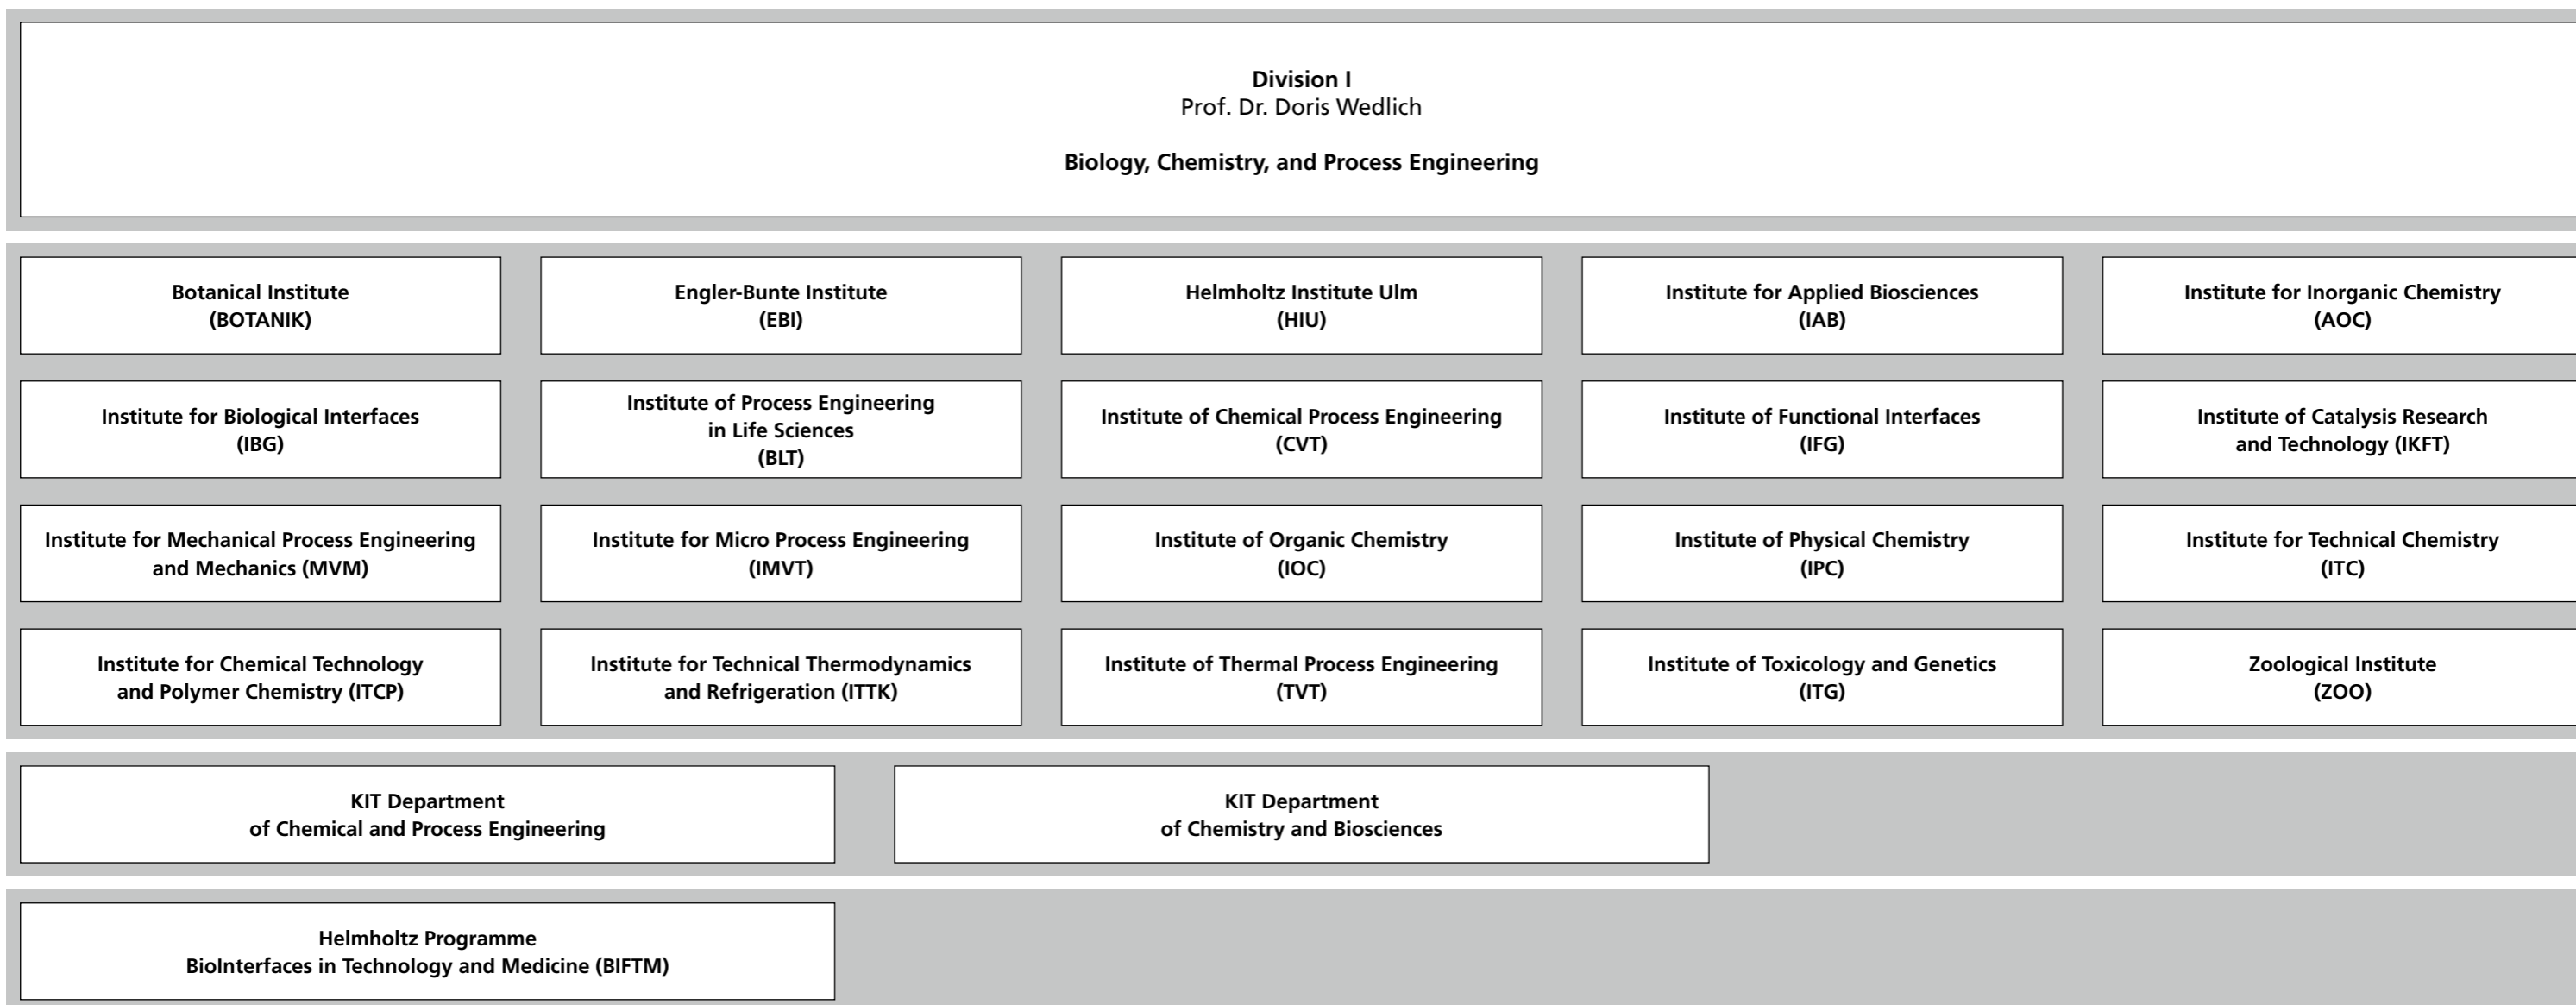 Division I
Prof. Dr. Doris Wedlich
Biology, Chemistry, and Process Engineering
Botanical Institute
(BOTANIK)
Engler-Bunte Institute
(EBI)
Helmholtz Institute Ulm
(HIU)
Institute for Applied Biosciences
(IAB)
Institute for Inorganic Chemistry
(AOC)
Institute for Biological Interfaces
(IBG)
Institute of Process Engineering
in Life Sciences
(BLT)
Institute of Chemical Process Engineering
(CVT)
Institute of Functional Interfaces
(IFG)
Institute of Catalysis Research
and Technology (IKFT)
Institute for Mechanical Process Engineering
and Mechanics (MVM)
Institute for Micro Process Engineering
(IMVT)
Institute of Organic Chemistry
(IOC)
Institute of Physical Chemistry
(IPC)
Institute for Technical Chemistry
(ITC)
Institute for Chemical Technology
and Polymer Chemistry (ITCP)
Institute for Technical Thermodynamics
and Refrigeration (ITTK)
Institute of Thermal Process Engineering
(TVT)
Institute of Toxicology and Genetics
(ITG)
Zoological Institute
(ZOO)
KIT Department
of Chemical and Process Engineering
KIT Department
of Chemistry and Biosciences
Helmholtz Programme
BioInterfaces in Technology and Medicine (BIFTM)